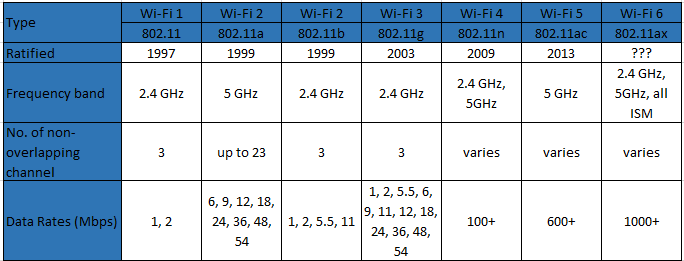 Type Wi-Fi 1 Wi-Fi 2 Wi-Fi 2 Wi-Fi 3 Wi-Fi 4 Wi-Fi 5 Wi-Fi 6
802.11 802.11a 802.11b 802.11g 802.11n 802.11ac 802.11ax
Ratified 1997 1999 1999 2003 2009 2013 ???
Frequency band 2.4 GHz 5 GHz 2.4 GHz 2.4 GHz 2.4 GHz, 5GHz 5 GHz 2.4 GHz, 5GHz, all ISM
No. of non-overlapping channel 3 up to 23 3 3 varies varies varies
Data Rates (Mbps) 1, 2 6, 9, 12, 18, 24, 36, 48, 54 1, 2, 5.5, 11 1, 2, 5.5, 6, 9, 11, 12, 18, 24, 36, 48, 54 100+ 600+ 1000+